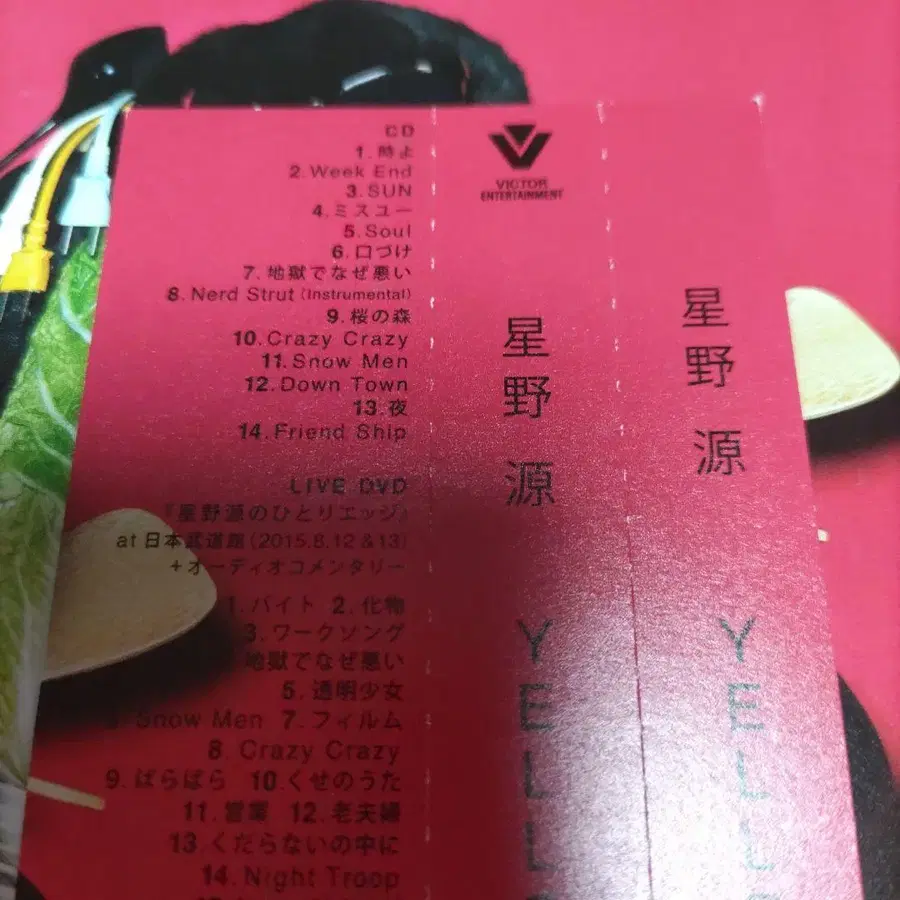 CD
1.時よ
2.Week End
3.SUN
4.ミスユー
5.Soul
6.口づけ
7.地獄でなぜ悪い
8.Nerd Strut (Instrumental)
9.桜の森
10.Crazy Crazy
11.Snow Men
12.Down Town
13.夜
14.Friend Ship
LIVE DVD
『星野源のひとりエッジ』
at 日本武道館(2015.8.12&13)
+オーディオコメンタリー
1.バイト 2.化物
3.ワークソング
地獄でなぜ悪い
5.透明少女
Snow Men 7.フィルム
8.Crazy Crazy
9.ばらばら 10.くせのうた
11.営業 12.老夫婦
13.くだらないの中に
14.Night Troop
VICTOR
ENTERTAINMENT
星野 源 YELL
星野 源 YELL